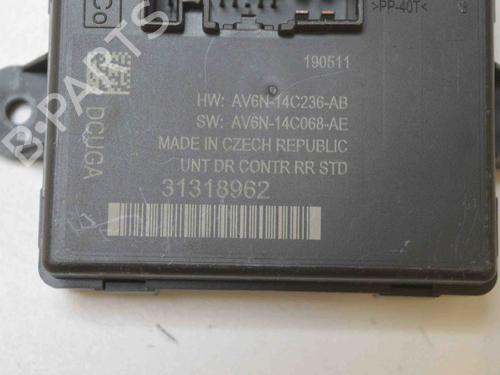 Co
>PP-40T<
190511
HW: AV6N-14C236-AB
SW: AV6N-14C068-AE
MADE IN CZECH REPUBLIC
UNT DR CONTR RR STD
31318962
DCUGA
B-PARTS